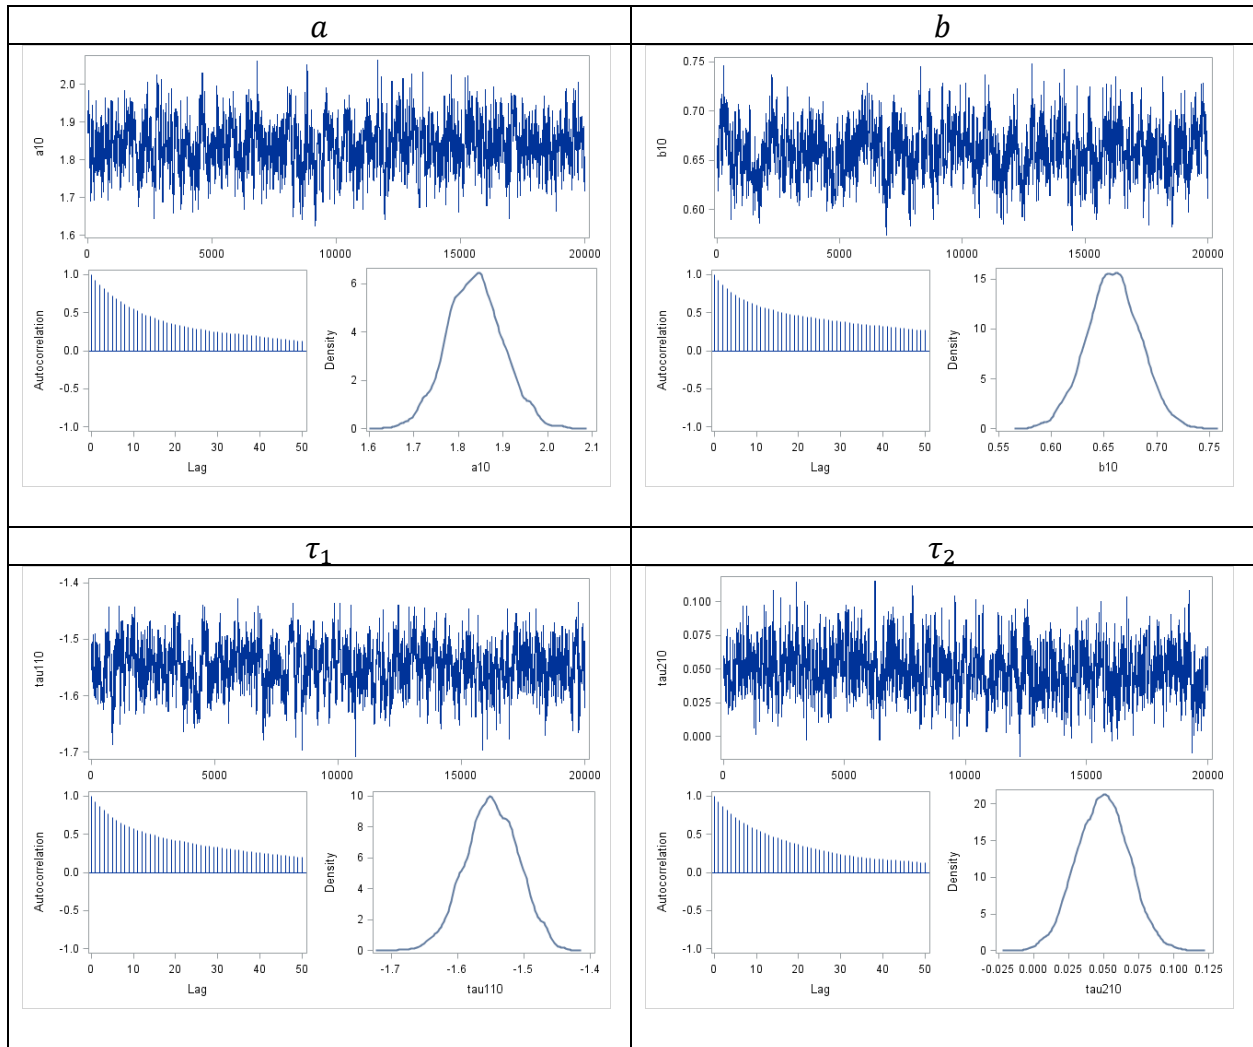 a b
a10
2.0
1.9
1.8
1.7
1.6
0 5000 10000 15000 20000
b10
0.75
0.70
0.65
0.60
0 5000 10000 15000 20000
Autocorrelation
1.0
0.5
0.0
-0.5
-1.0
0 10 20 30 40 50
Lag
Density
6
4
2
0
1.6 1.7 1.8 1.9 2.0 2.1
a10
Autocorrelation
1.0
0.5
0.0
-0.5
-1.0
0 10 20 30 40 50
Lag
Density
15
10
5
0
0.55 0.60 0.65 0.70 0.75
b10
τ1 τ2
tau110
-1.4
-1.5
-1.6
-1.7
0 5000 10000 15000 20000
tau210
0.100
0.075
0.050
0.025
0.000
0 5000 10000 15000 20000
Autocorrelation
1.0
0.5
0.0
-0.5
-1.0
0 10 20 30 40 50
Lag
Density
10
8
6
4
2
0
-1.7 -1.6 -1.5 -1.4
tau110
Autocorrelation
1.0
0.5
0.0
-0.5
-1.0
0 10 20 30 40 50
Lag
Density
20
15
10
5
0
-0.025 0.000 0.025 0.050 0.075 0.100 0.125
tau210